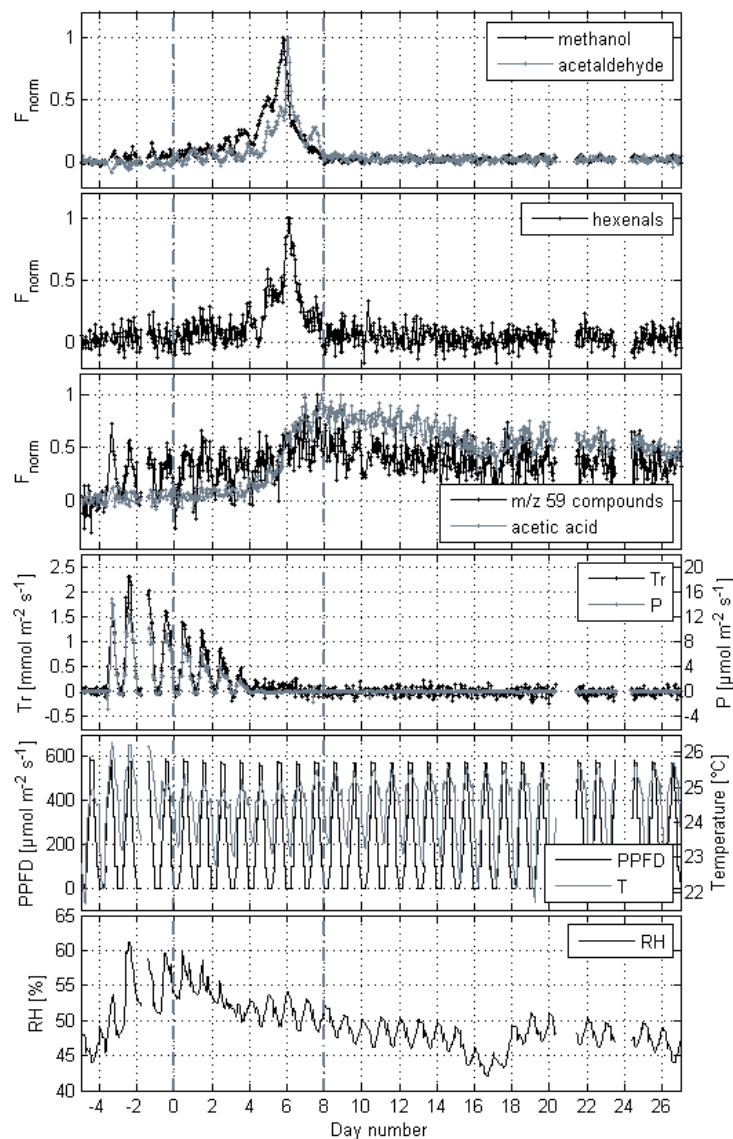 1
0.5
0
F_norm
methanol
acetaldehyde
1
0.5
0
F_norm
hexenals
1
0.5
0
F_norm
m/z 59 compounds
acetic acid
2.5
2
1.5
1
0.5
0
-0.5
Tr [mmol m⁻² s⁻¹]
Tr
P
20
16
12
8
4
0
-4
P [µmol m⁻² s⁻¹]
600
400
200
0
PPFD [µmol m⁻² s⁻¹]
PPFD
T
26
25
24
23
22
Temperature [°C]
65
60
55
50
45
40
RH [%]
RH
-4 -2 0 2 4 6 8 10 12 14 16 18 20 22 24 26
Day number